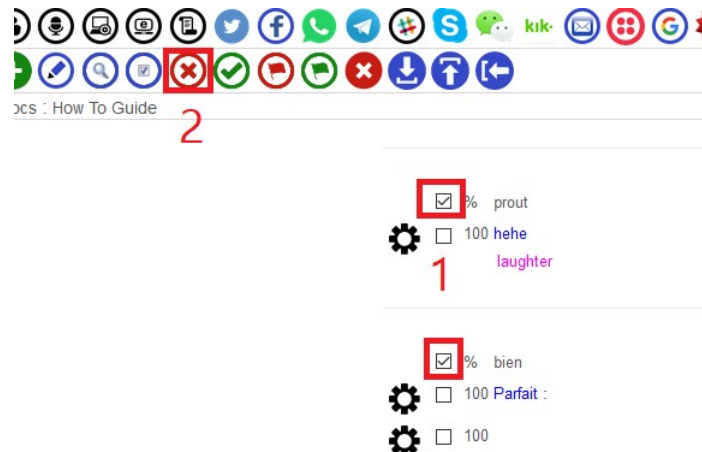 kik·
ocs : How To Guide
2
% prout
100 hehe
1
laughter
% bien
100 Parfait :
100